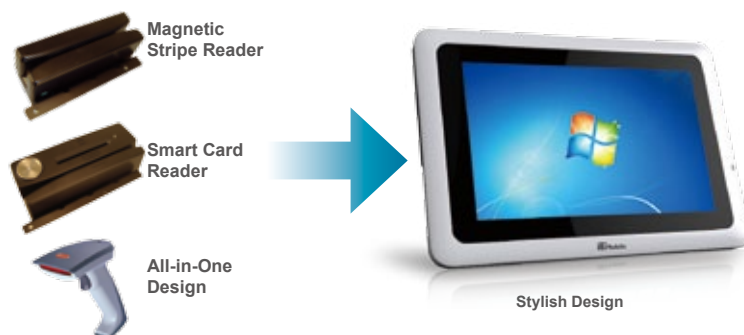 Magnetic
Stripe Reader
Smart Card
Reader
All-in-One
Design
Stylish Design